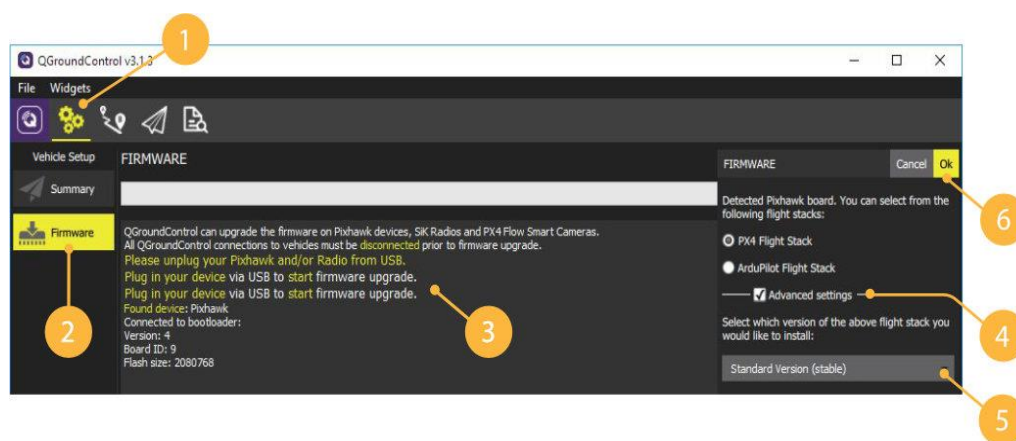 1
QGroundControl v3.1.3
File Widgets
Vehicle Setup
Summary
Firmware
2
FIRMWARE
QGroundControl can upgrade the firmware on Pixhawk devices, SiK Radios and PX4 Flow Smart Cameras.
All QGroundControl connections to vehicles must be disconnected prior to firmware upgrade.
Please unplug your Pixhawk and/or Radio from USB.
Plug in your device via USB to start firmware upgrade.
Plug in your device via USB to start firmware upgrade.
Found device: Pixhawk
Connected to bootloader:
Version: 4
Board ID: 9
Flash size: 2080768
3
FIRMWARE
Cancel
Ok
6
Detected Pixhawk board. You can select from the
following flight stacks:
PX4 Flight Stack
ArduPilot Flight Stack
Advanced settings
4
Select which version of the above flight stack you
would like to install:
Standard Version (stable)
5